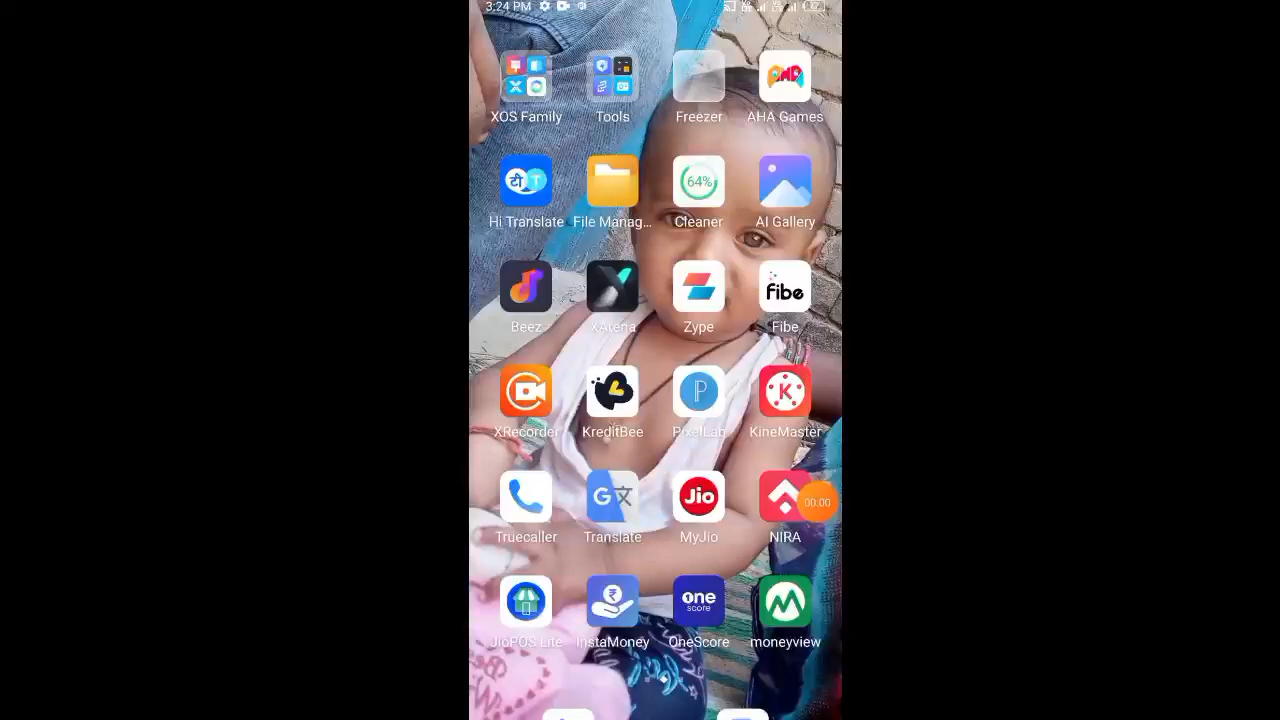 3:24 PM
XOS Family Tools Freezer AHA Games
टी T 64%
Hi Translate File Manag... Cleaner AI Gallery
fibe
Beez XArena Zype Fibe
P K
XRecorder KreditBee PixelLab KineMaster
G文 Jio 00:00
Truecaller Translate MyJio NIRA
₹ one
score
JioPOS Lite InstaMoney OneScore moneyview